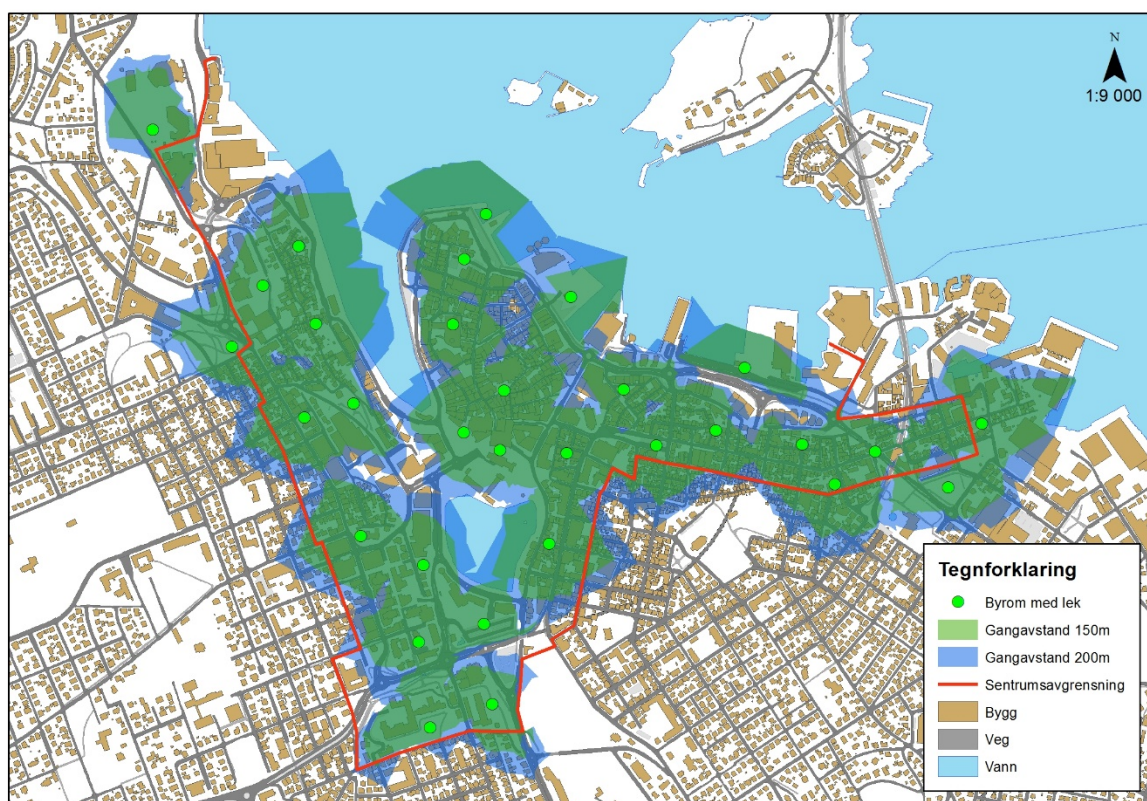 N
1:9 000
Tegnforklaring
Byrom med lek
Gangavstand 150m
Gangavstand 200m
Sentrumsavgrensning
Bygg
Veg
Vann